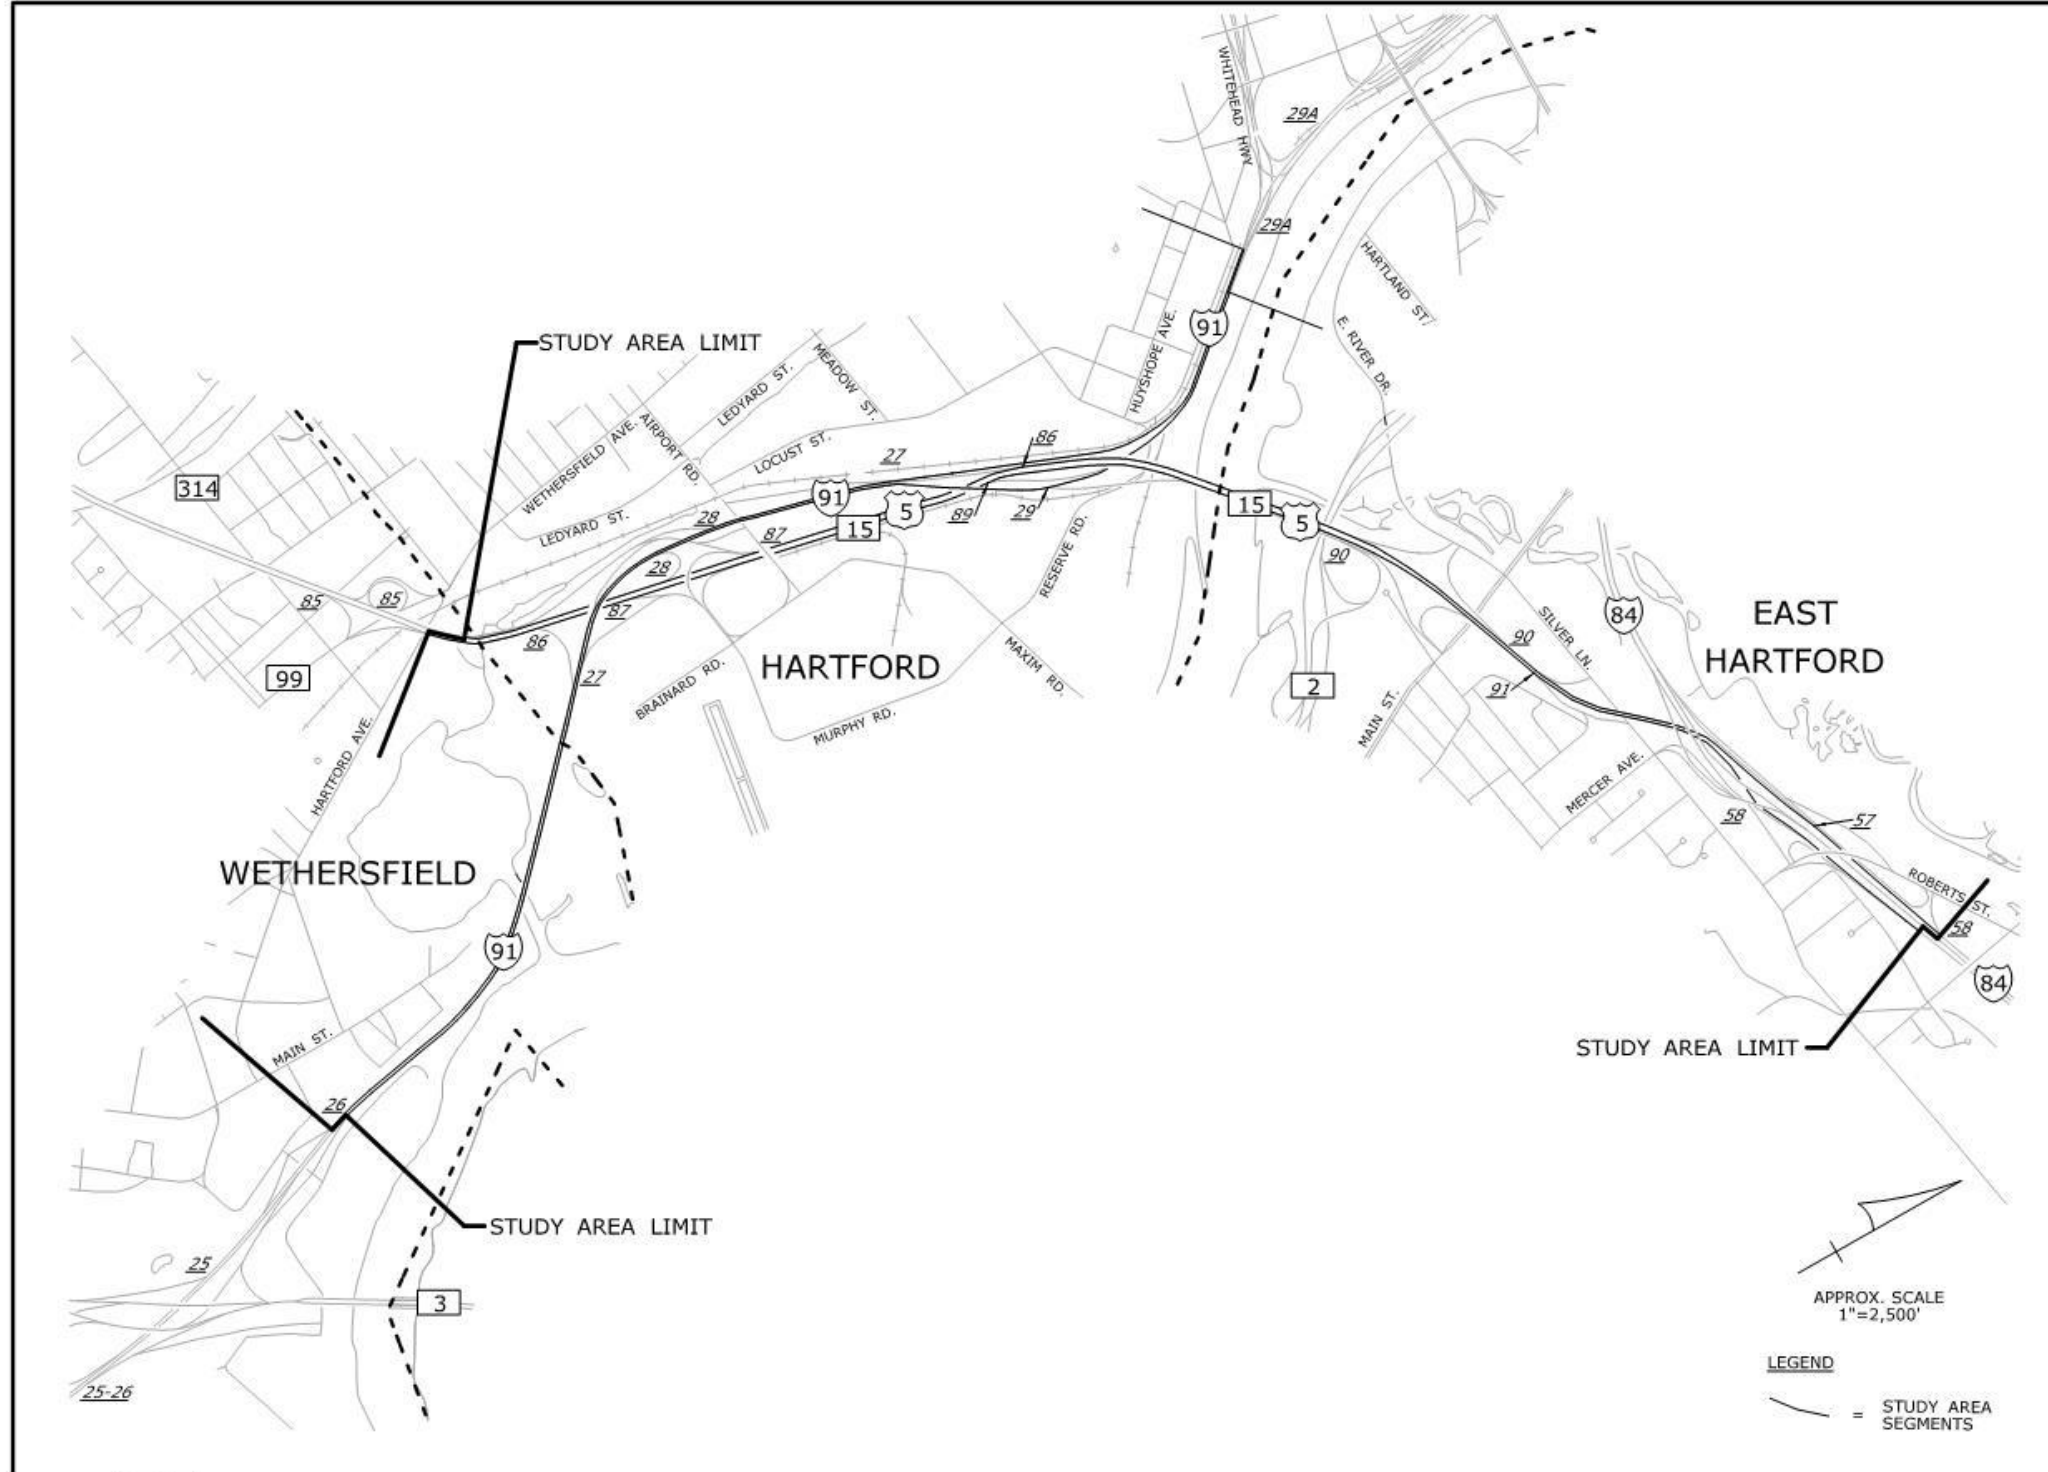 WHITEHEAD HWY
29A
29A
HARTLAND ST.
E. RIVER DR.
91
HUYSHOPE AVE.
STUDY AREA LIMIT
MEADOW ST.
LEDYARD ST.
WETHERSFIELD AVE.
AIRPORT RD.
LOCUST ST.
27
86
314
91
5
15
89
29
15
5
LEDYARD ST.
28
87
28
RESERVE RD.
90
85
85
87
86
84
EAST
HARTFORD
SILVER LN.
90
91
99
27
BRAINARD RD.
HARTFORD
MAXIM RD.
2
MAIN ST.
MURPHY RD.
HARTFORD AVE.
MERCER AVE.
58
57
WETHERSFIELD
ROBERTS ST.
58
91
84
MAIN ST.
STUDY AREA LIMIT
26
STUDY AREA LIMIT
25
3
25-26
APPROX. SCALE
1"=2,500'
LEGEND
= STUDY AREA
SEGMENTS